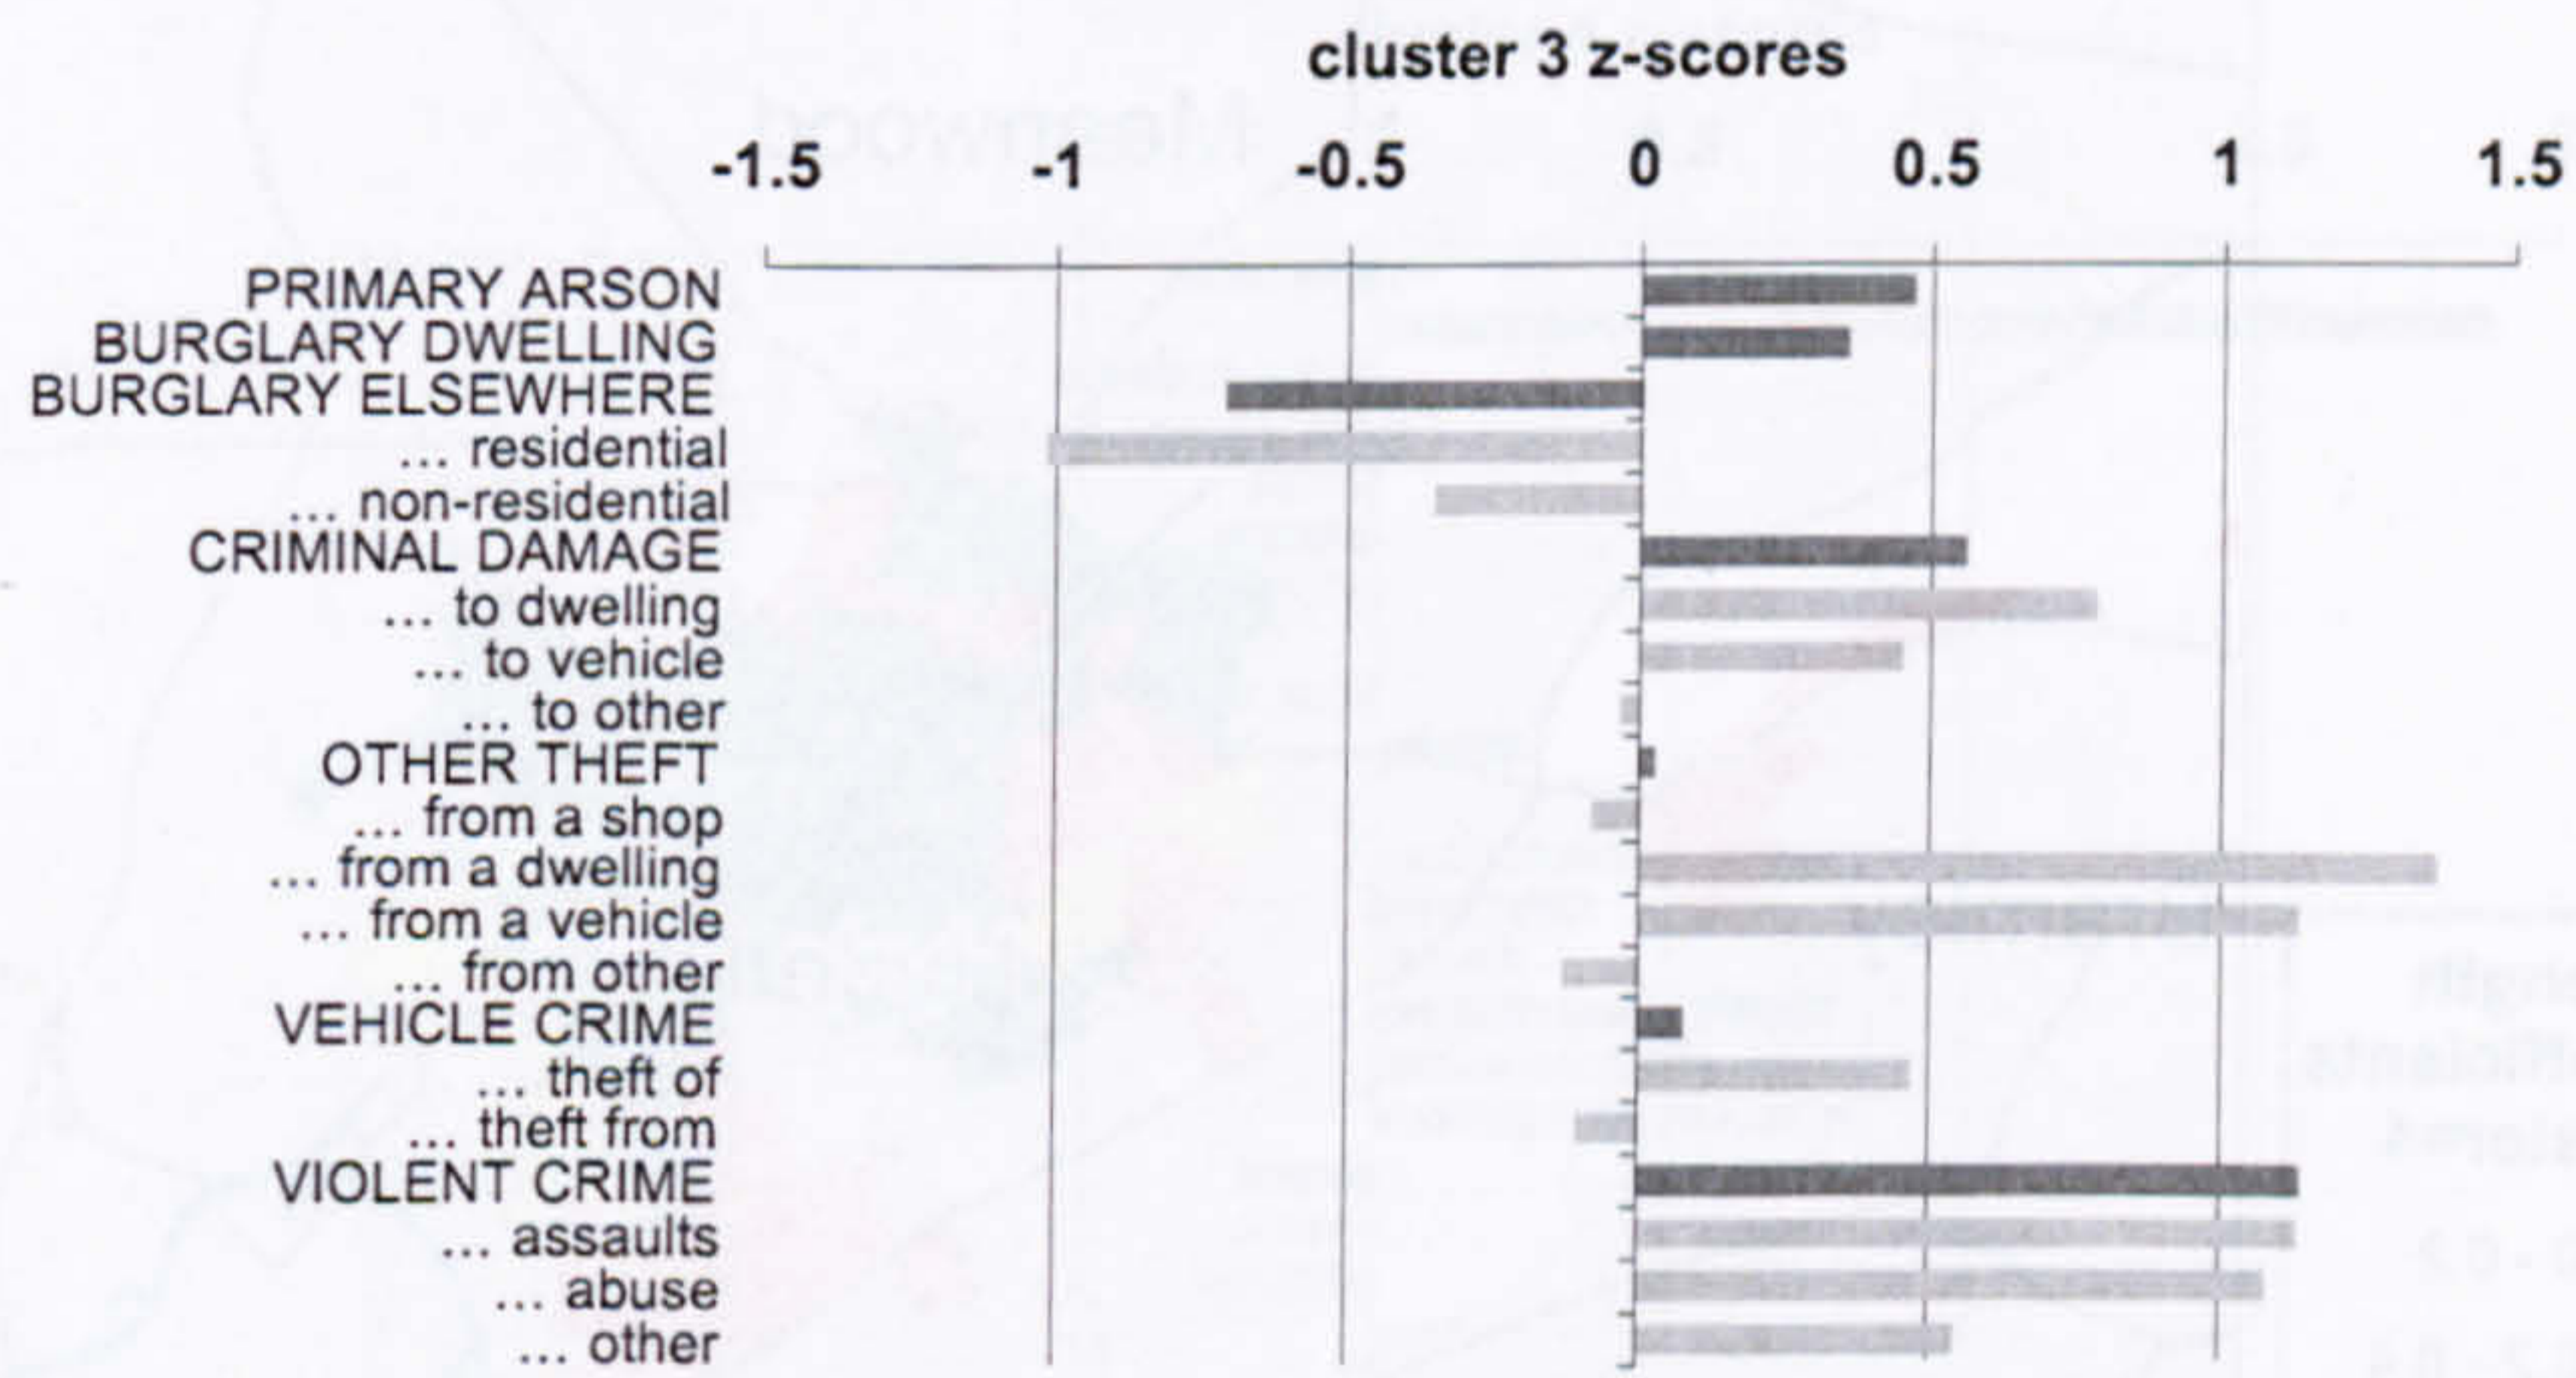 cluster 3 z-scores
-1.5 -1 -0.5 0 0.5 1 1.5
PRIMARY ARSON
BURGLARY DWELLING
BURGLARY ELSEWHERE
... residential
... non-residential
CRIMINAL DAMAGE
... to dwelling
... to vehicle
... to other
OTHER THEFT
... from a shop
... from a dwelling
... from a vehicle
... from other
VEHICLE CRIME
... theft of
... theft from
VIOLENT CRIME
... assaults
... abuse
... other